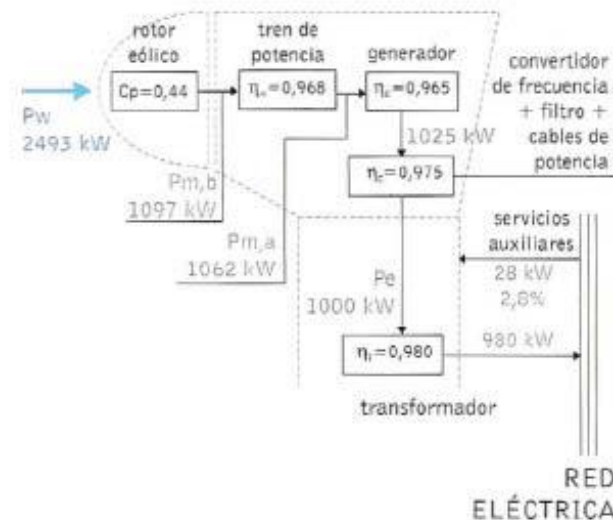 rotor
eólico
tren de
potencia
generador
convertidor
de frecuencia
+ filtro +
cables de
potencia
Pw
2493 kW
Cp=0,44
=0,968
=0,965
1025 kW
=0,975
Pm,b
1097 kW
Pm,a
1062 kW
Pe
1000 kW
servicios
auxiliares
28 kW
2,8%
=0,980
980 kW
transformador
RED
ELÉCTRICA